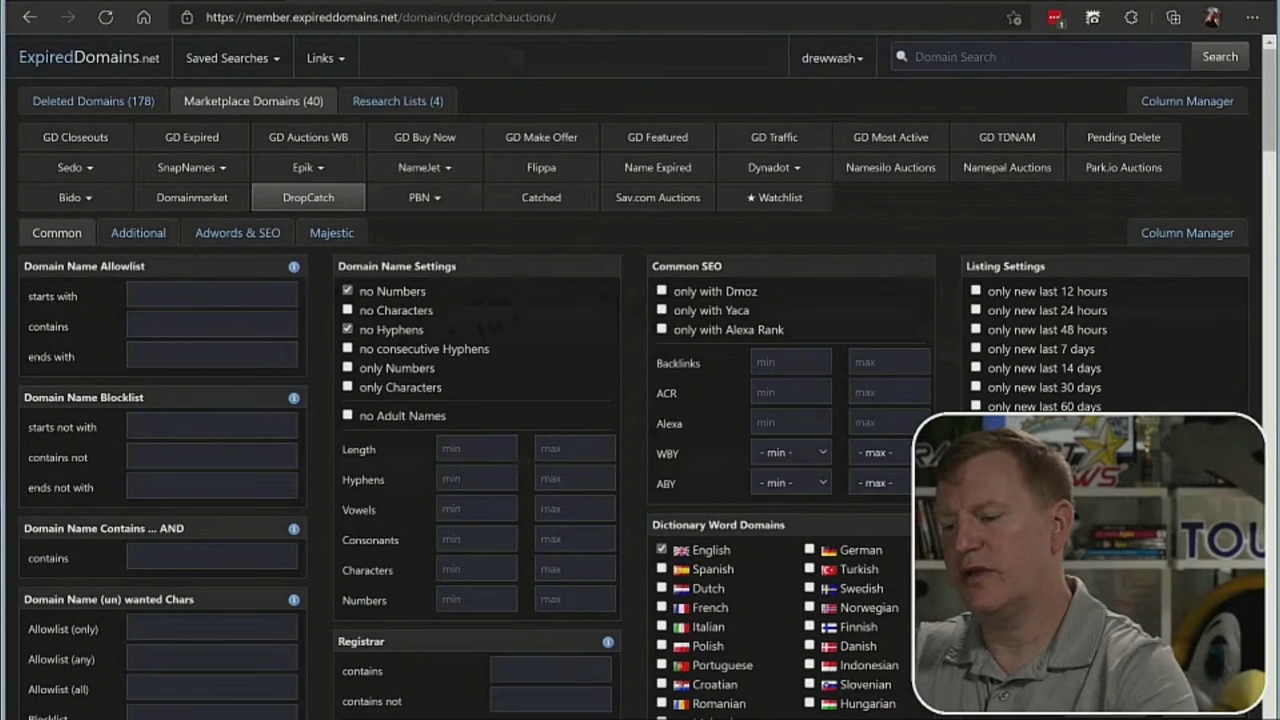 https://member.expireddomains.net/domains/dropcatchauctions/
1
ExpiredDomains.net
Saved Searches
Links
drewwash
Domain Search
Search
Deleted Domains (178)
Marketplace Domains (40)
Research Lists (4)
Column Manager
GD Closeouts
GD Expired
GD Auctions WB
GD Buy Now
GD Make Offer
GD Featured
GD Traffic
GD Most Active
GD TDNAM
Pending Delete
Sedo
SnapNames
Epik
NameJet
Flippa
Name Expired
Dynadot
Namesilo Auctions
Namepal Auctions
Park.io Auctions
Bido
Domainmarket
DropCatch
PBN
Catched
Sav.com Auctions
★ Watchlist
Common
Additional
Adwords & SEO
Majestic
Column Manager
Domain Name Allowlist
starts with
contains
ends with
Domain Name Blocklist
starts not with
contains not
ends not with
Domain Name Contains ... AND
contains
Domain Name (un) wanted Chars
Allowlist (only)
Allowlist (any)
Allowlist (all)
Blocklist
Domain Name Settings
no Numbers
no Characters
no Hyphens
no consecutive Hyphens
only Numbers
only Characters
no Adult Names
Length min max
Hyphens min max
Vowels min max
Consonants min max
Characters min max
Numbers min max
Registrar
contains
contains not
Common SEO
only with Dmoz
only with Yaca
only with Alexa Rank
Backlinks min max
ACR min max
Alexa min max
WBY - min - - max -
ABY - min - - max -
Dictionary Word Domains
English
German
Spanish
Turkish
Dutch
Swedish
French
Norwegian
Italian
Finnish
Polish
Danish
Portuguese
Indonesian
Croatian
Slovenian
Romanian
Hungarian
Listing Settings
only new last 12 hours
only new last 24 hours
only new last 48 hours
only new last 7 days
only new last 14 days
only new last 30 days
only new last 60 days
TOU